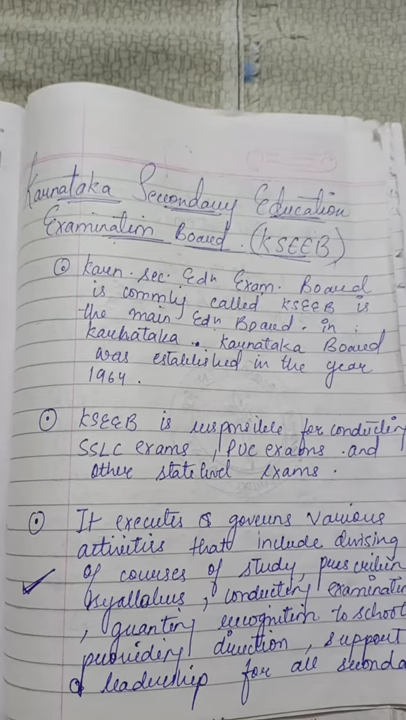 Karnataka Secondary Education
Examination Board. (KSEEB)
Karn. Sec. Edn Exam. Board
is commly called KSEEB is
the main Edn Board. in
Karnataka. Karnataka Board
was established in the year
1964.
KSEEB is responsible for conducting
SSLC exams, PUC exams. and
other state level exams.
It executes & governs various
activities that include devising
of courses of study, prescribin
syallabus, conducting examinatio
, granting recognition to school
providing direction, support
& leadership for all seconda